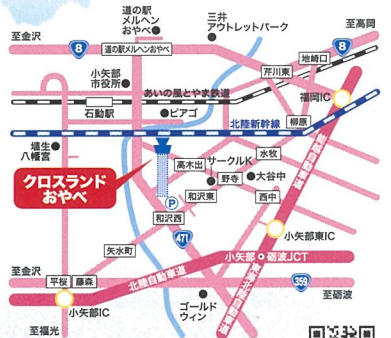 道の駅
メルヘン
おやべ
三井
アウトレットパーク
至金沢
至高岡
8
道の駅メルヘンおやべ
8
地崎口
芹川東
小矢部
市役所
あいの風とやま鉄道
福岡IC
石動駅
ピアゴ
北陸新幹線
柳原
埴生
八幡宮
水牧
高木出
サークルK
大谷中
野寺
クロスランド
おやべ
和沢東
西中
P
和沢西
471
小矢部東IC
矢水町
小矢部・砺波JCT
至金沢
北陸自動車道
359
至砺波
平桜
藤森
ゴールド
ウィン
小矢部IC
至福光